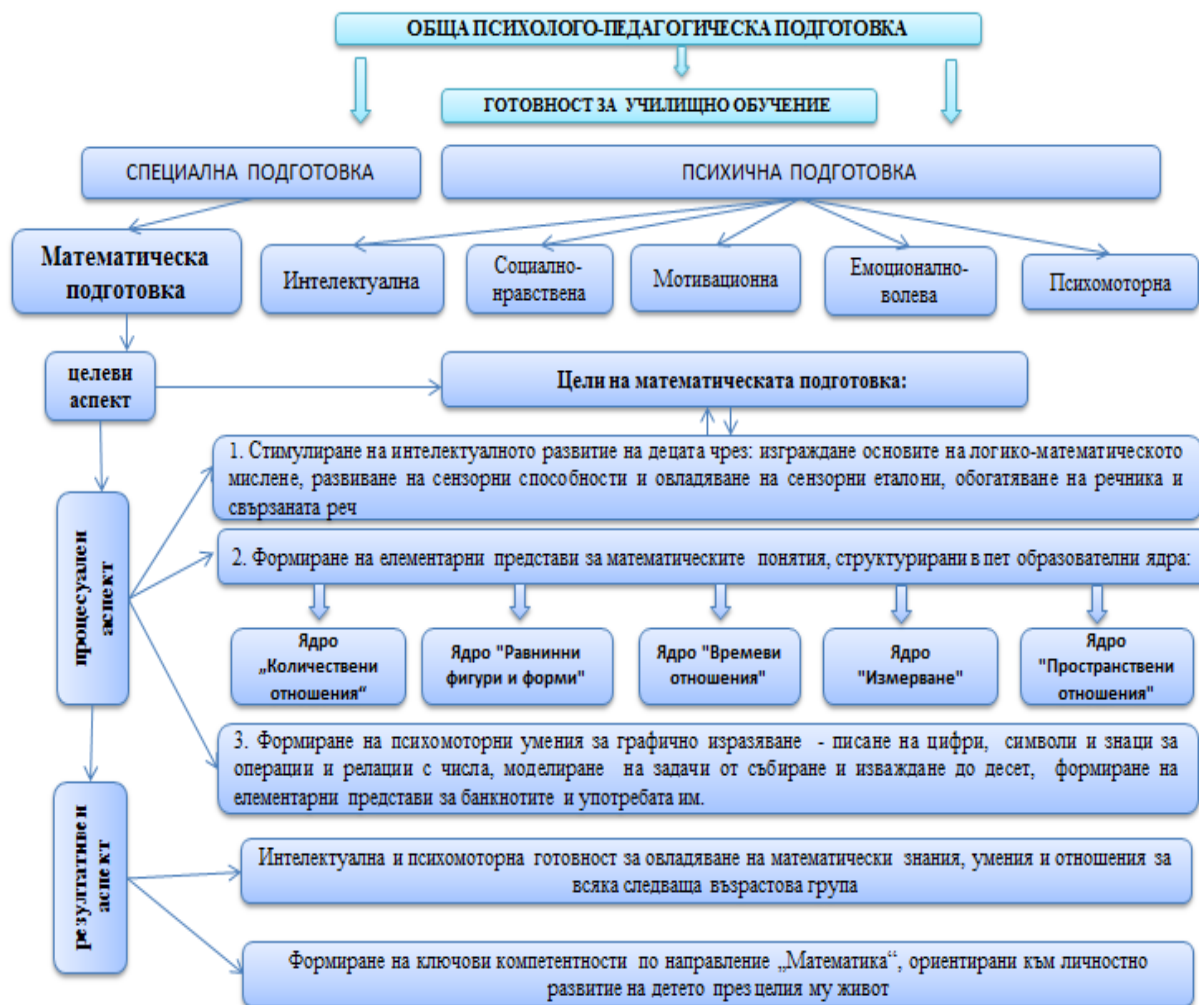 ОБЩА ПСИХОЛОГО-ПЕДАГОГИЧЕСКА ПОДГОТОВКА
ГОТОВНОСТ ЗА УЧИЛИЩНО ОБУЧЕНИЕ
СПЕЦИАЛНА ПОДГОТОВКА
ПСИХИЧНА ПОДГОТОВКА
Математическа
подготовка
Интелектуална
Социално-
нравствена
Мотивационна
Емоционално-
волева
Психомоторна
целеви
аспект
Цели на математическата подготовка:
1. Стимулиране на интелектуалното развитие на децата чрез: изграждане основите на логико-математическото
мислене, развиване на сензорни способности и овладяване на сензорни еталони, обогатяване на речника и
свързаната реч
процесуален
аспект
2. Формиране на елементарни представи за математическите понятия, структурирани в пет образователни ядра:
Ядро
„Количествени
отношения“
Ядро "Равнинни
фигури и форми"
Ядро "Времеви
отношения"
Ядро
"Измерване"
Ядро
"Пространствени
отношения"
3. Формиране на психомоторни умения за графично изразяване - писане на цифри, символи и знаци за
операции и релации с числа, моделиране на задачи от събиране и изваждане до десет, формиране на
елементарни представи за банкнотите и употребата им.
резултативен
аспект
Интелектуална и психомоторна готовност за овладяване на математически знания, умения и отношения за
всяка следваща възрастова група
Формиране на ключови компетентности по направление „Математика“, ориентирани към личностно
развитие на детето през целия му живот